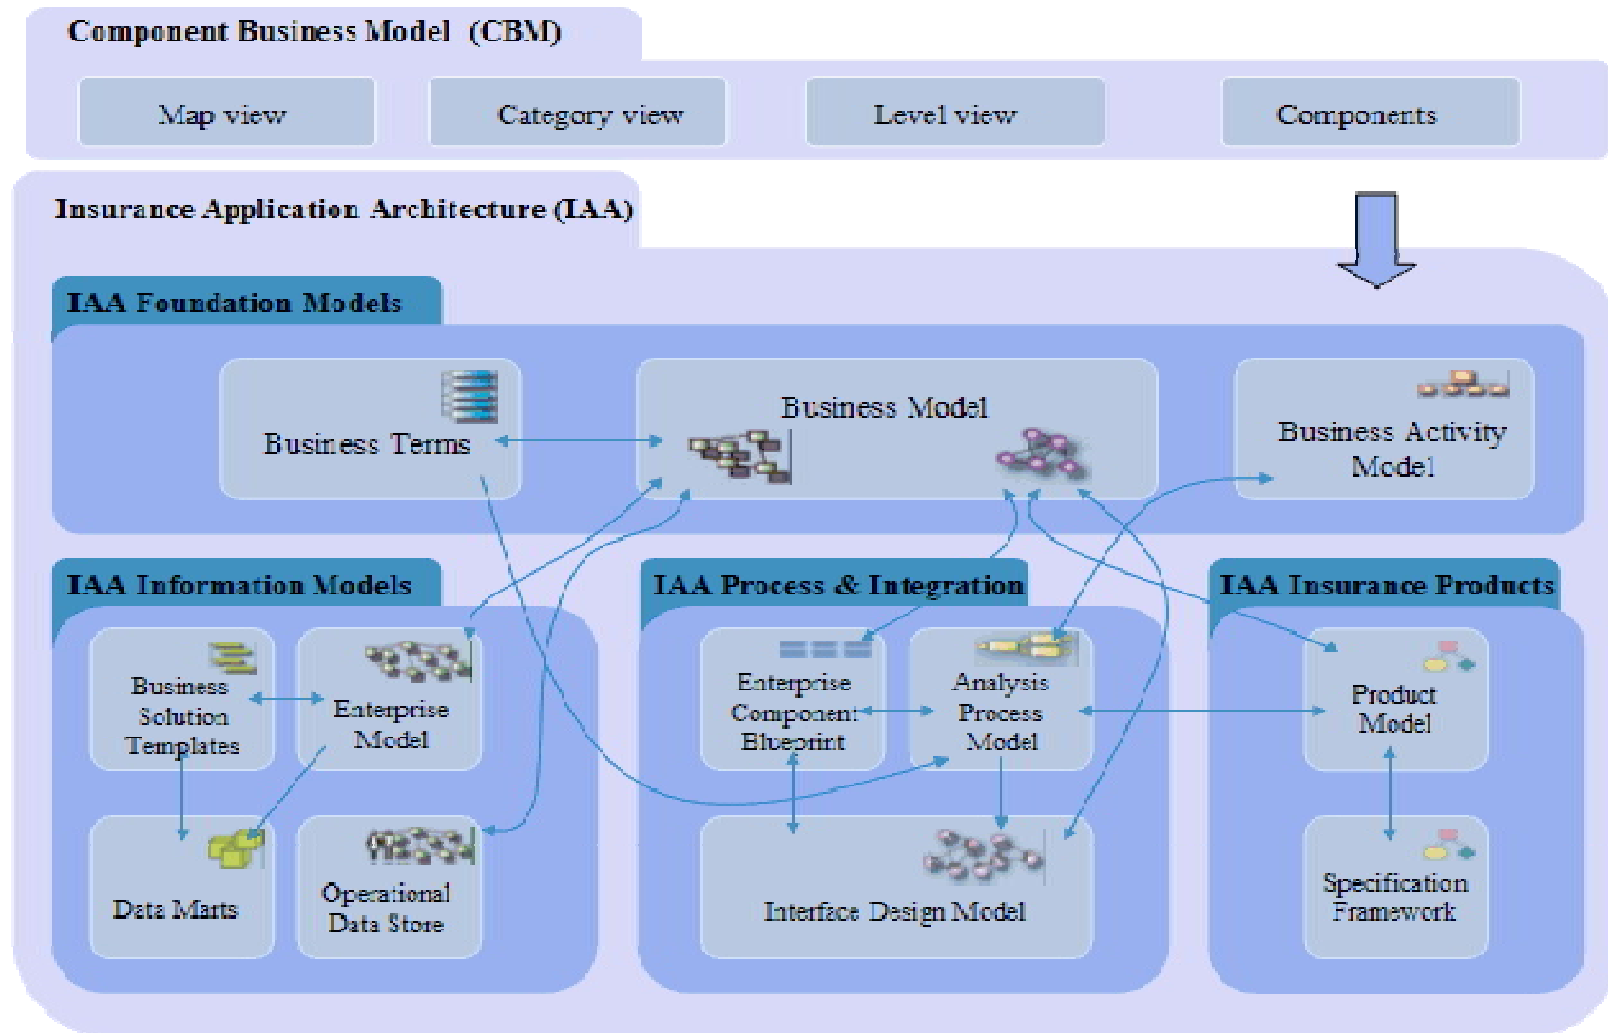 Component Business Model (CBM)
Map view
Category view
Level view
Components
Insurance Application Architecture (IAA)
IAA Foundation Models
Business Terms
Business Model
Business Activity
Model
IAA Information Models
Business
Solution
Templates
Enterprise
Model
Data Marts
Operational
Data Store
IAA Process & Integration
Enterprise
Component
Blueprint
Analysis
Process
Model
Interface Design Model
IAA Insurance Products
Product
Model
Specification
Framework